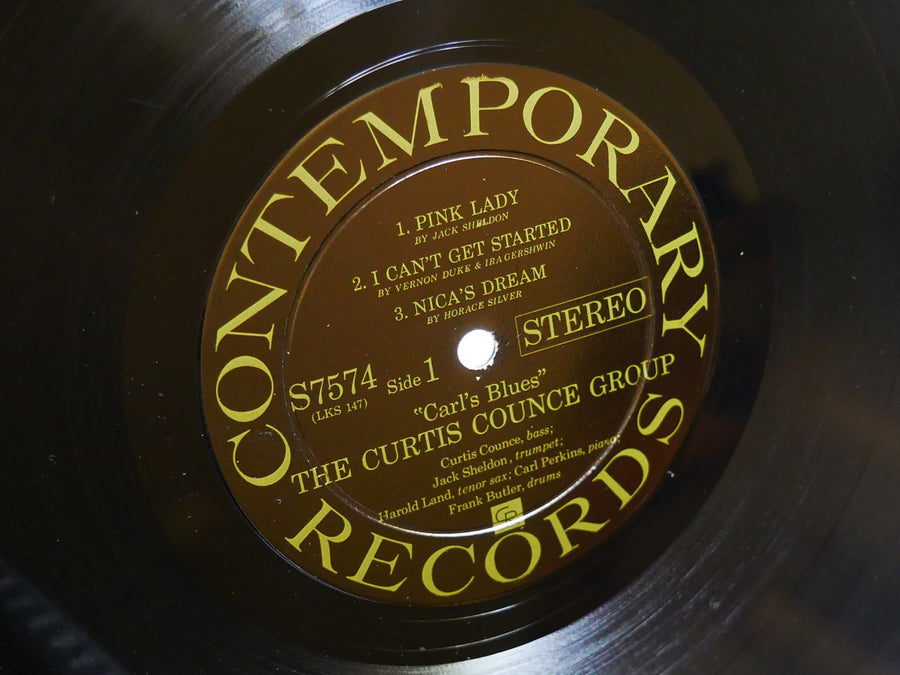 CONTEMPORARY
1. PINK LADY
BY JACK SHELDON
2. I CAN'T GET STARTED
BY VERNON DUKE & IRA GERSHWIN
3. NICA'S DREAM
BY HORACE SILVER
STEREO
S7574 Side 1
(LKS 147)
"Carl's Blues"
THE CURTIS COUNCE GROUP
Curtis Counce, bass;
Jack Sheldon, trumpet;
Harold Land, tenor sax; Carl Perkins, piano;
Frank Butler, drums
CR
RECORDS